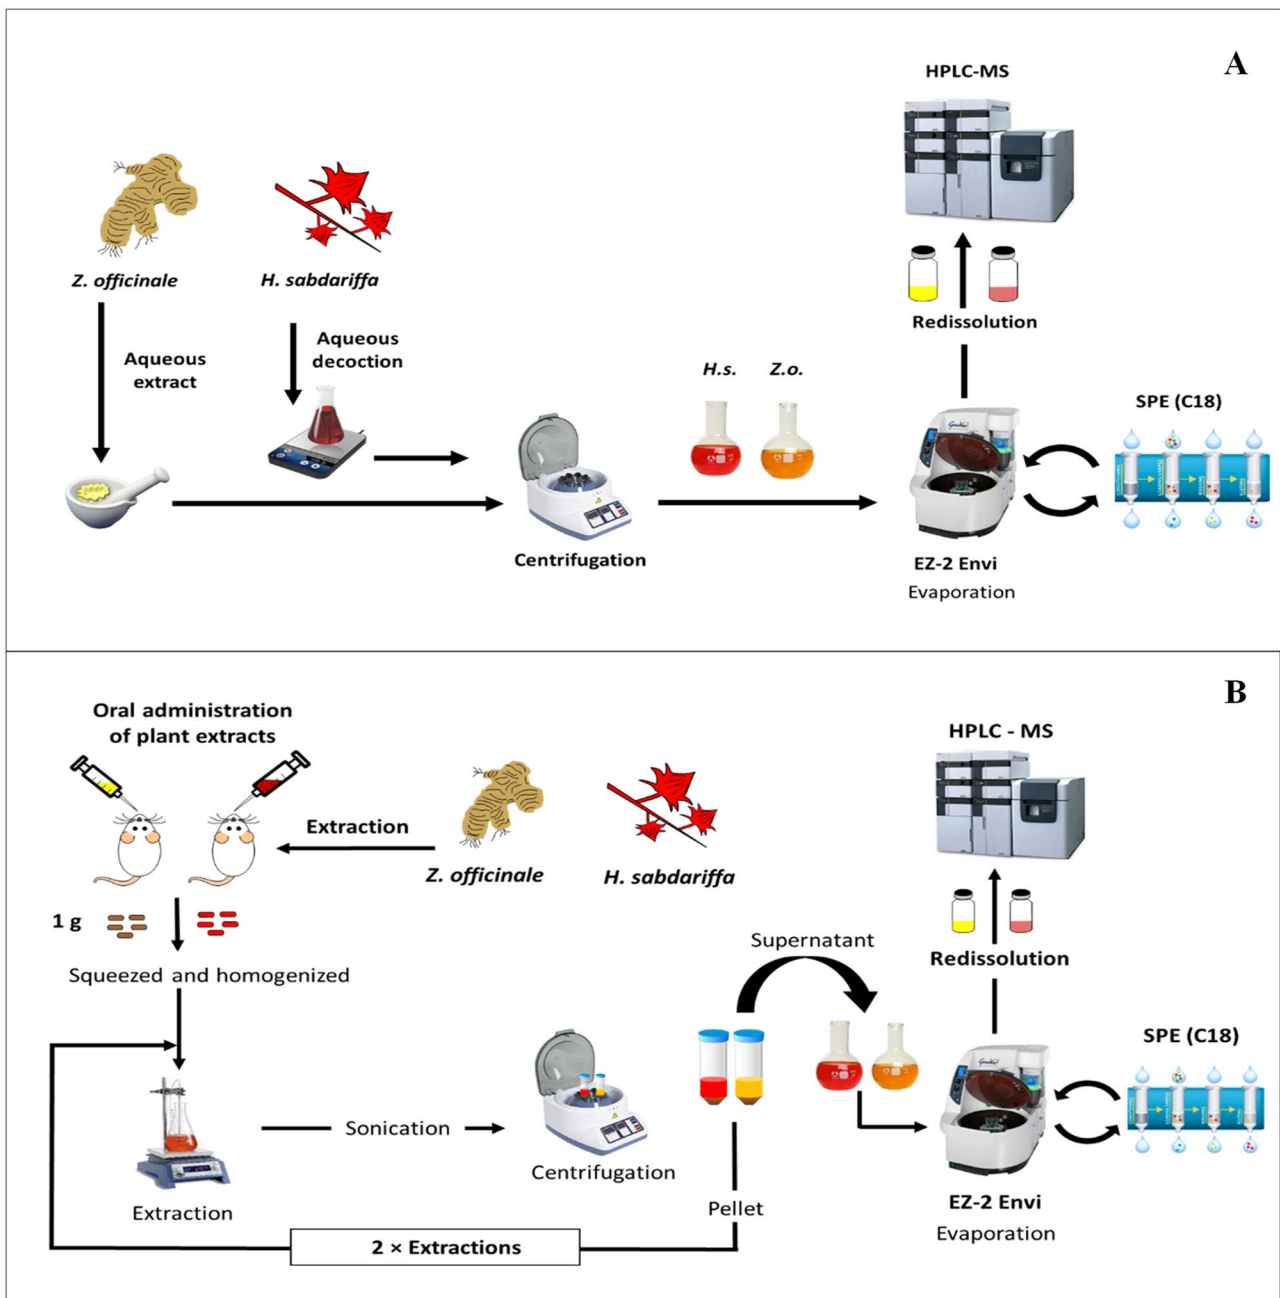 A
HPLC-MS
Z. officinale
H. sabdariffa
Redissolution
Aqueous
extract
Aqueous
decoction
H.s.
Z.o.
SPE (C18)
Centrifugation
EZ-2 Envi
Evaporation
B
Oral administration
of plant extracts
HPLC - MS
Extraction
Z. officinale
H. sabdariffa
1 g
Squeezed and homogenized
Supernatant
Redissolution
SPE (C18)
Sonication
Centrifugation
Extraction
Pellet
EZ-2 Envi
Evaporation
2 × Extractions